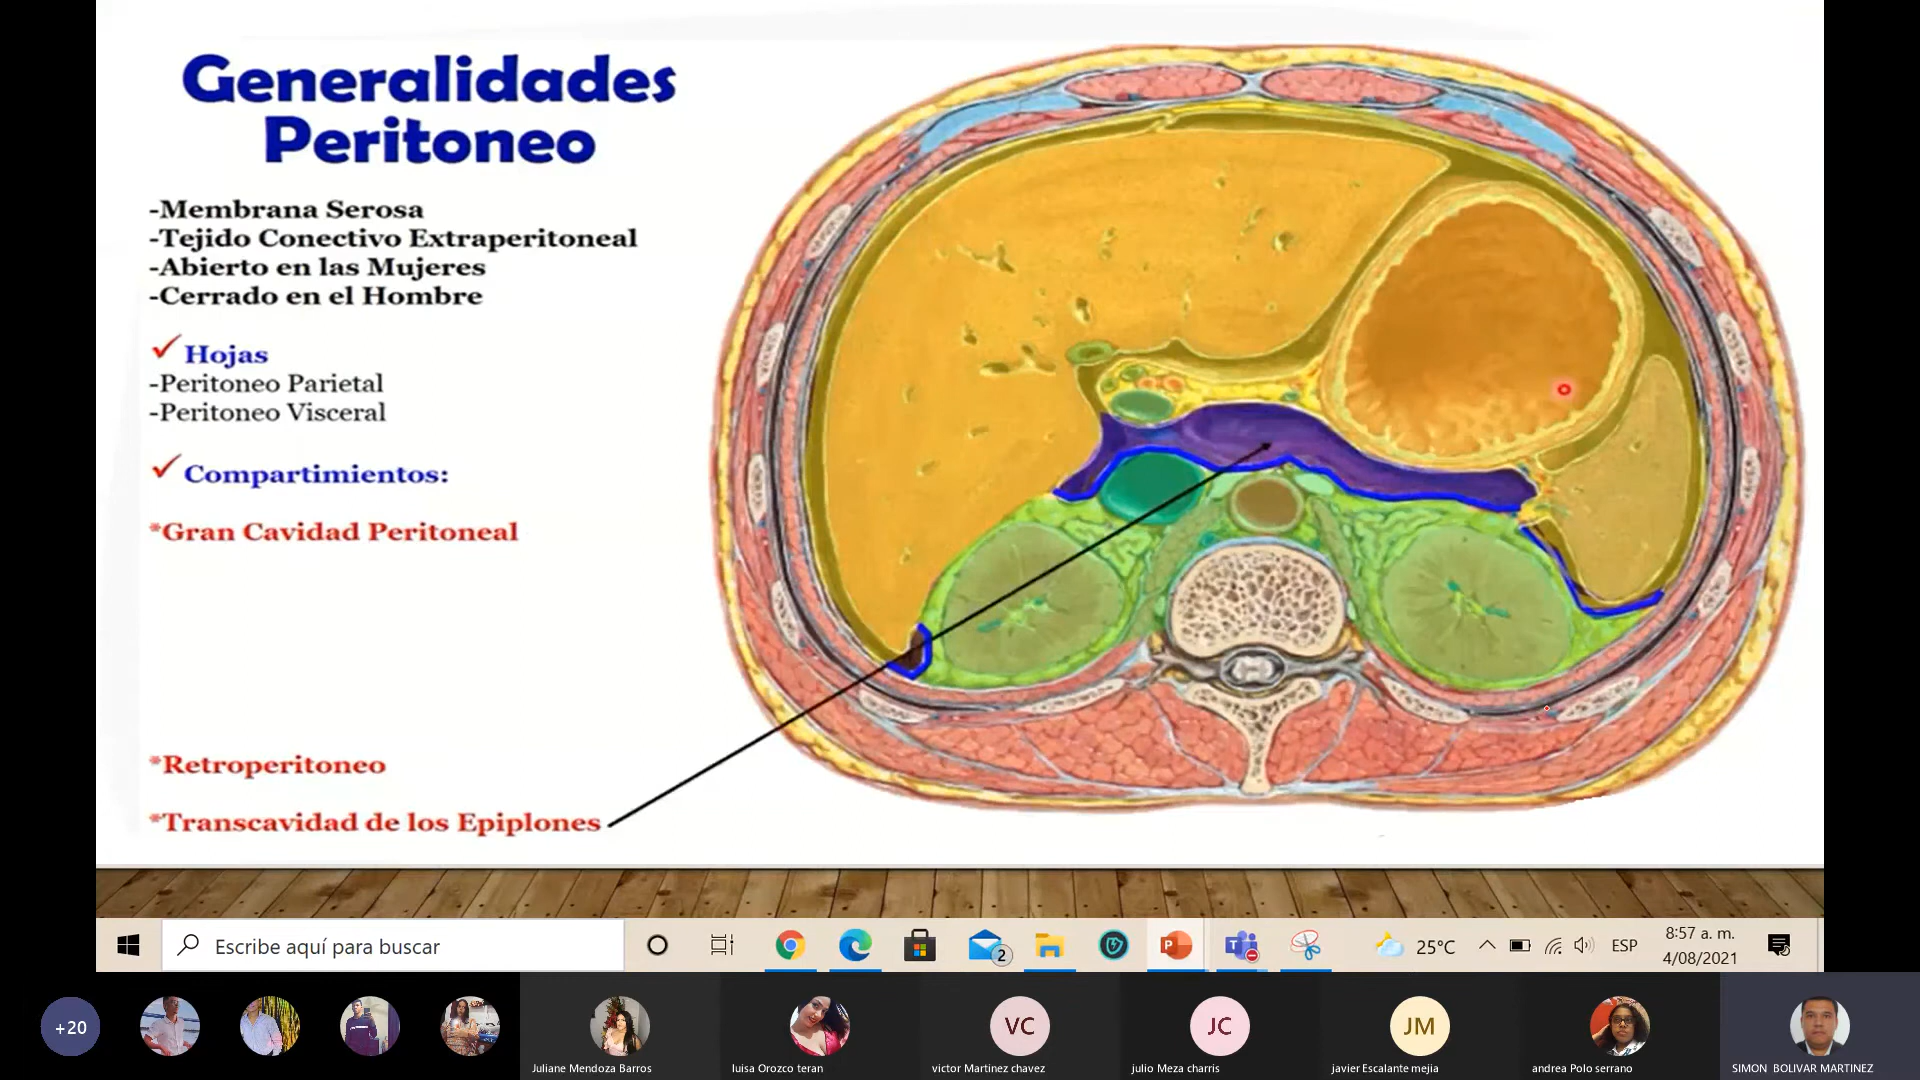 Generalidades
Peritoneo
-Membrana Serosa
-Tejido Conectivo Extraperitoneal
-Abierto en las Mujeres
-Cerrado en el Hombre
Hojas
-Peritoneo Parietal
-Peritoneo Visceral
Compartimientos:
*Gran Cavidad Peritoneal
*Retroperitoneo
*Transcavidad de los Epiplones
Escribe aquí para buscar
2
25°C
ESP
8:57 a. m.
4/08/2021
+20
VC
JC
JM
Juliane Mendoza Barros
luisa Orozco teran
victor Martinez chavez
julio Meza charris
javier Escalante mejia
andrea Polo serrano
SIMON BOLIVAR MARTINEZ